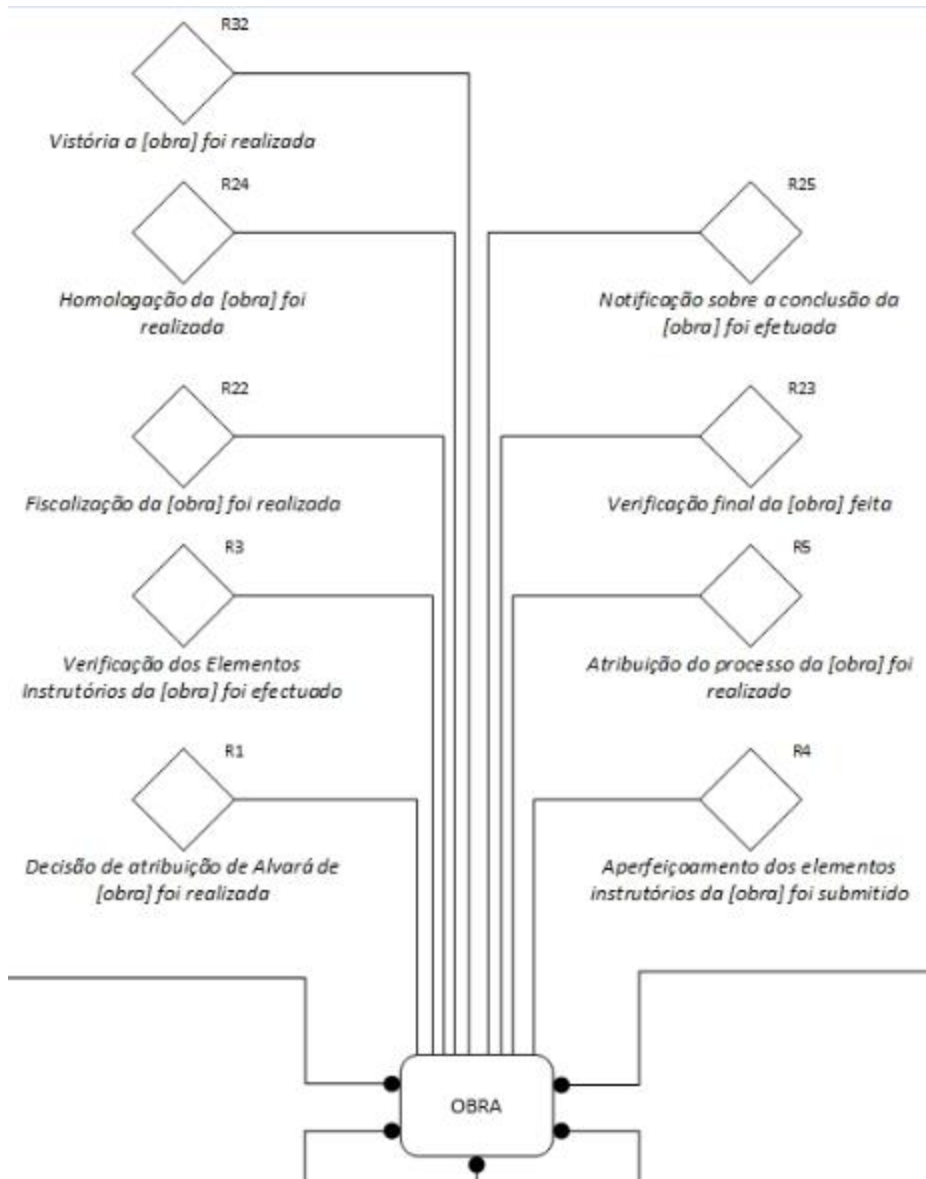 R32
Vistória a [obra] foi realizada
R24
Homologação da [obra] foi
realizada
R25
Notificação sobre a conclusão da
[obra] foi efetuada
R22
Fiscalização da [obra] foi realizada
R23
Verificação final da [obra] feita
R3
Verificação dos Elementos
Instrutórios da [obra] foi efectuado
R5
Atribuição do processo da [obra] foi
realizado
R1
Decisão de atribuição de Alvará de
[obra] foi realizada
R4
Aperfeiçoamento dos elementos
instrutórios da [obra] foi submitido
OBRA